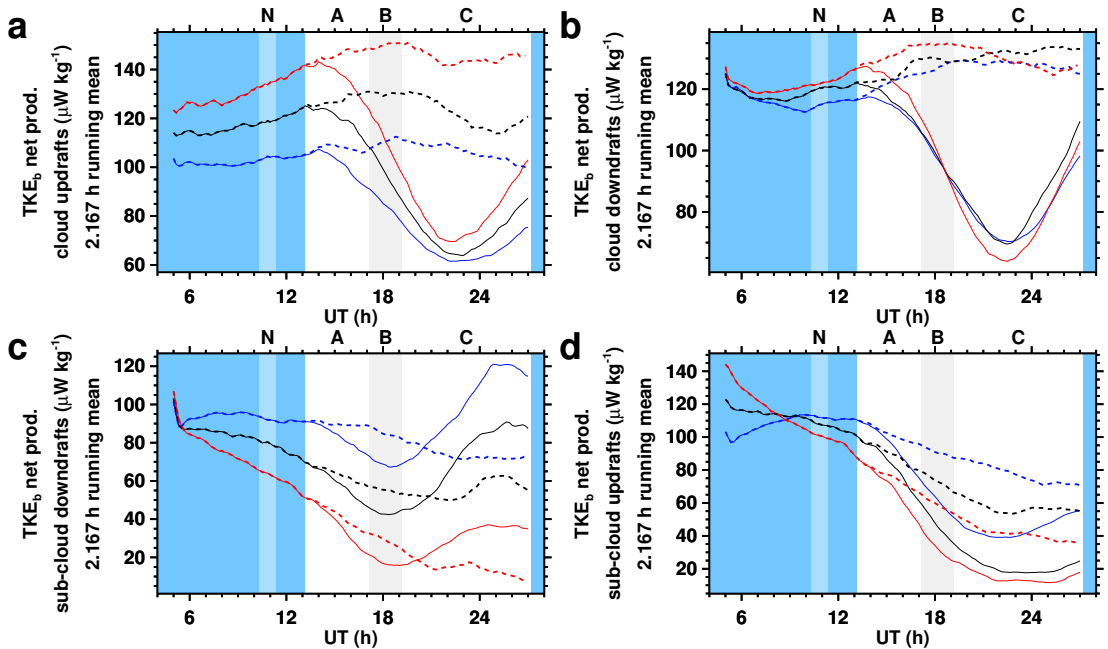 a
N A B C
TKEb net prod.
cloud updrafts (μW kg⁻¹)
2.167 h running mean
140
120
100
80
60
6 12 18 24
UT (h)
b
N A B C
TKEb net prod.
cloud downdrafts (μW kg⁻¹)
2.167 h running mean
120
100
80
6 12 18 24
UT (h)
c
N A B C
TKEb net prod.
sub-cloud downdrafts (μW kg⁻¹)
2.167 h running mean
120
100
80
60
40
20
6 12 18 24
UT (h)
d
N A B C
TKEb net prod.
sub-cloud updrafts (μW kg⁻¹)
2.167 h running mean
140
120
100
80
60
40
20
6 12 18 24
UT (h)